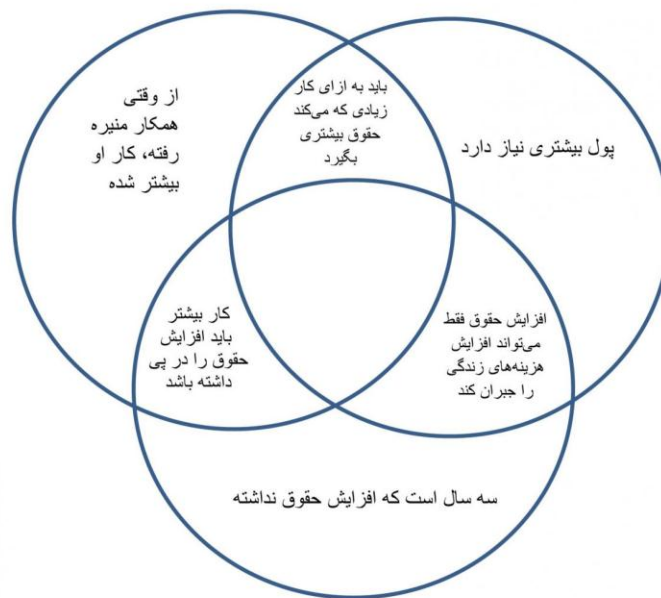 از وقتی
همکار منیره
رفته، کار او
بیشتر شده
باید به ازای کار
زیادی که می‌کند
حقوق بیشتری
بگیرد
پول بیشتری نیاز دارد
کار بیشتر
باید افزایش
حقوق را در پی
داشته باشد
افزایش حقوق فقط
می‌تواند افزایش
هزینه‌های زندگی
را جبران کند
سه سال است که افزایش حقوق نداشته